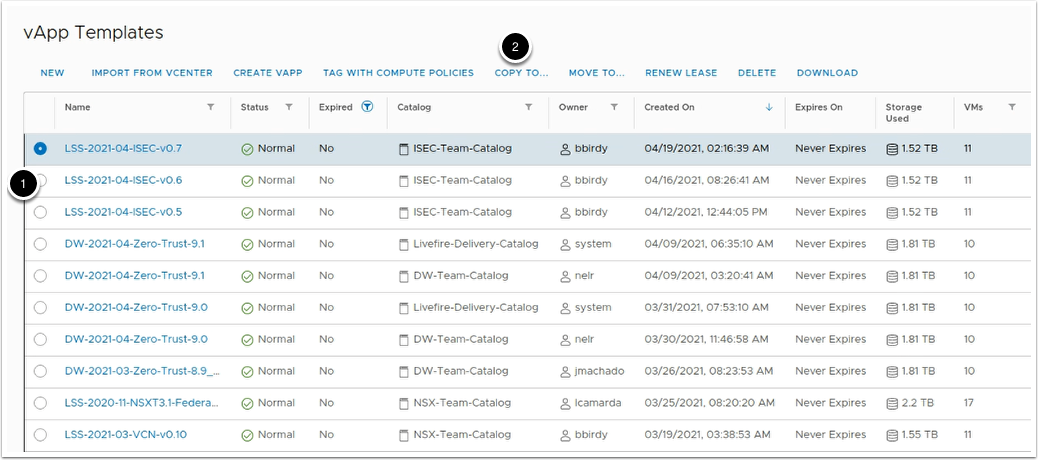 vApp Templates
2
NEW IMPORT FROM VCENTER CREATE VAPP TAG WITH COMPUTE POLICIES COPY TO... MOVE TO... RENEW LEASE DELETE DOWNLOAD
Name Status Expired Catalog Owner Created On Expires On Storage Used VMs
LSS-2021-04-ISEC-v0.7 Normal No ISEC-Team-Catalog bbirdy 04/19/2021, 02:16:39 AM Never Expires 1.52 TB 11
1
LSS-2021-04-ISEC-v0.6 Normal No ISEC-Team-Catalog bbirdy 04/16/2021, 08:26:41 AM Never Expires 1.52 TB 11
LSS-2021-04-ISEC-v0.5 Normal No ISEC-Team-Catalog bbirdy 04/12/2021, 12:44:05 PM Never Expires 1.52 TB 11
DW-2021-04-Zero-Trust-9.1 Normal No Livefire-Delivery-Catalog system 04/09/2021, 06:35:10 AM Never Expires 1.81 TB 10
DW-2021-04-Zero-Trust-9.1 Normal No DW-Team-Catalog nelr 04/09/2021, 03:20:41 AM Never Expires 1.81 TB 10
DW-2021-04-Zero-Trust-9.0 Normal No Livefire-Delivery-Catalog system 03/31/2021, 07:53:10 AM Never Expires 1.81 TB 10
DW-2021-04-Zero-Trust-9.0 Normal No DW-Team-Catalog nelr 03/30/2021, 11:46:58 AM Never Expires 1.81 TB 10
DW-2021-03-Zero-Trust-8.9_... Normal No DW-Team-Catalog jmachado 03/26/2021, 08:23:53 AM Never Expires 1.81 TB 10
LSS-2020-11-NSXT3.1-Federa... Normal No NSX-Team-Catalog lcamarda 03/25/2021, 08:20:20 AM Never Expires 2.2 TB 17
LSS-2021-03-VCN-v0.10 Normal No NSX-Team-Catalog bbirdy 03/19/2021, 03:38:53 AM Never Expires 1.55 TB 11